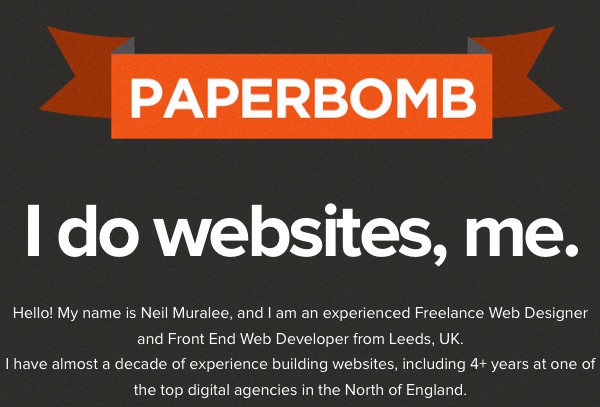 PAPERBOMB
I do websites, me.
Hello! My name is Neil Muralee, and I am an experienced Freelance Web Designer
and Front End Web Developer from Leeds, UK.
I have almost a decade of experience building websites, including 4+ years at one of
the top digital agencies in the North of England.